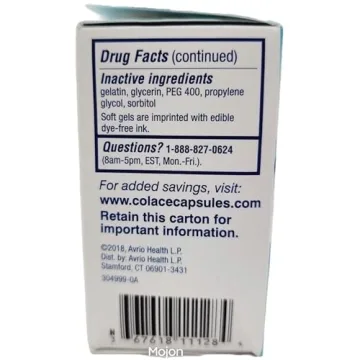 Drug Facts (continued)
Inactive ingredients
gelatin, glycerin, PEG 400, propylene
glycol, sorbitol
Soft gels are imprinted with edible
dye-free ink.
Questions? 1-888-827-0624
(8am-5pm, EST, Mon.-Fri.).
For added savings, visit:
www.colacecapsules.com
Retain this carton for
important information.
©2018, Avrio Health L.P.
Dist. by: Avrio Health L.P.
Stamford, CT 06901-3431
304999-0A
67618 11128
Mojon